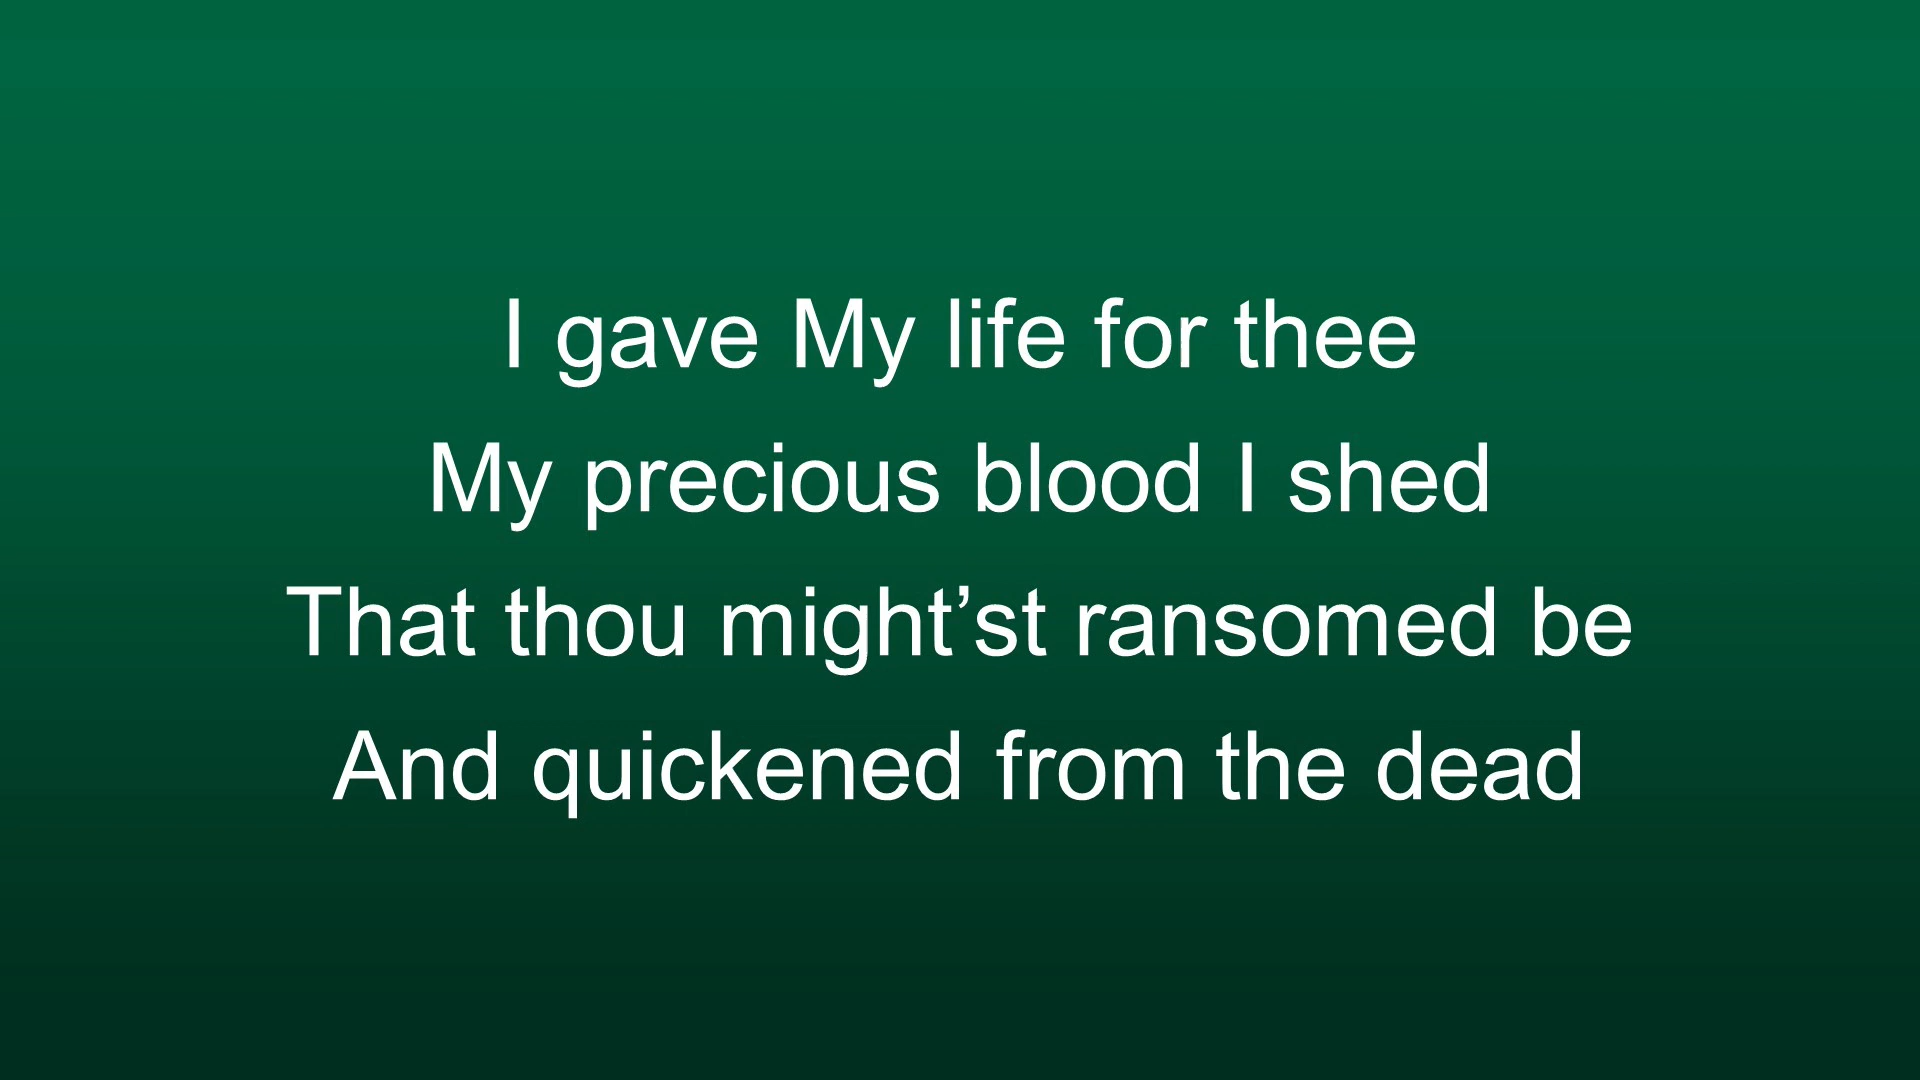 I gave My life for thee
My precious blood I shed
That thou might’st ransomed be
And quickened from the dead